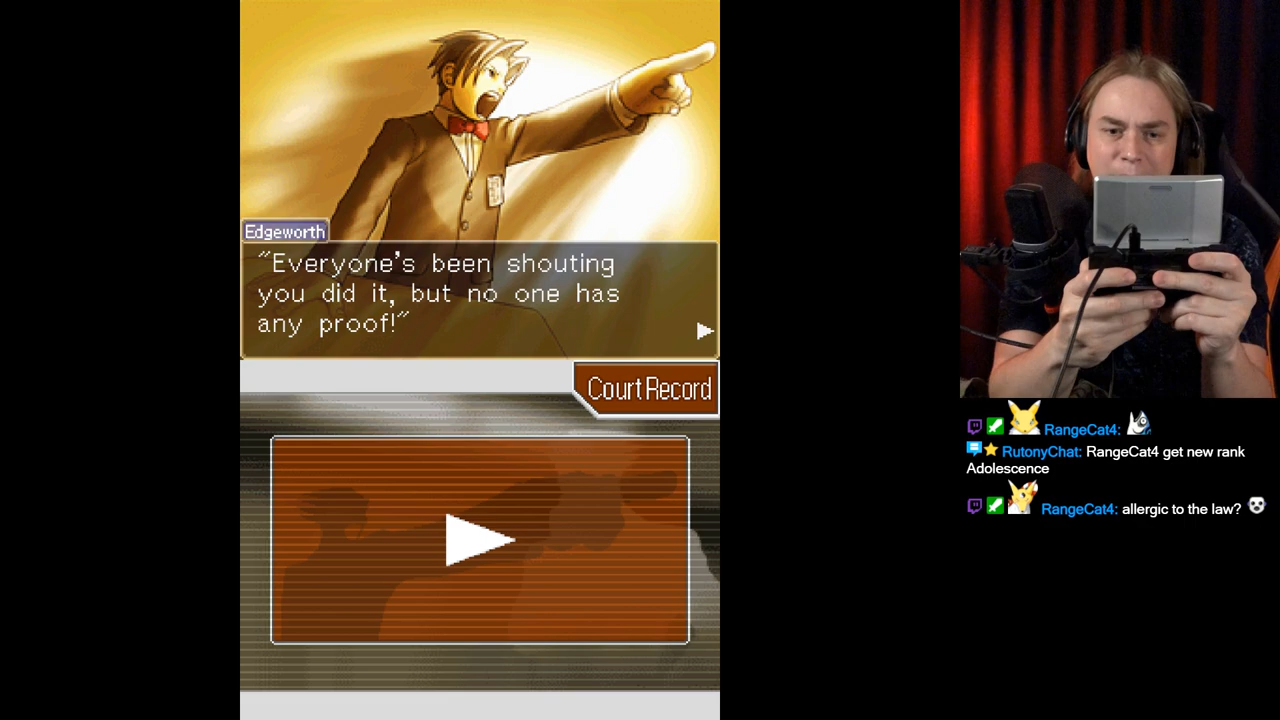 Edgeworth
"Everyone's been shouting
you did it, but no one has
any proof!"
Court Record
RangeCat4:
RutonyChat: RangeCat4 get new rank
Adolescence
RangeCat4: allergic to the law?